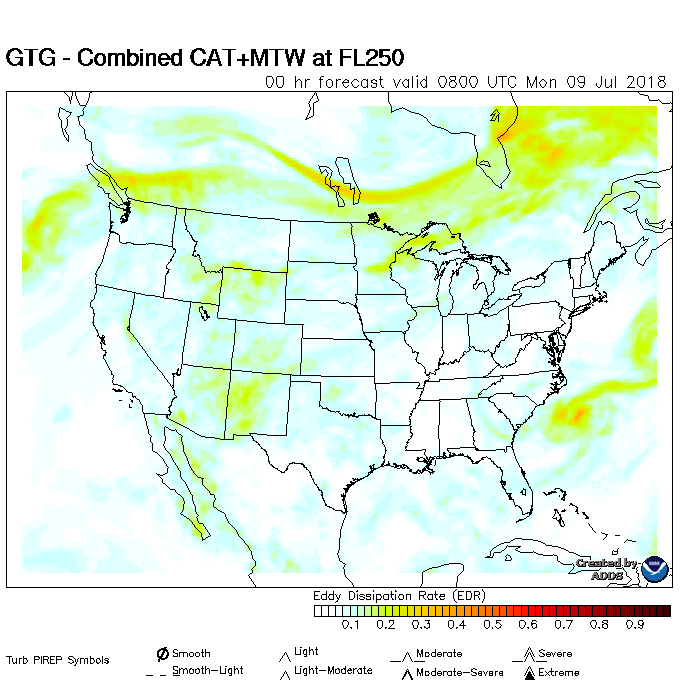 GTG - Combined CAT+MTW at FL250
00 hr forecast valid 0800 UTC Mon 09 Jul 2018
Created by
ADDS
Eddy Dissipation Rate (EDR)
0.1 0.2 0.3 0.4 0.5 0.6 0.7 0.8 0.9
Turb PIREP Symbols
Smooth Light Moderate Severe
Smooth-Light Light-Moderate Moderate-Severe Extreme